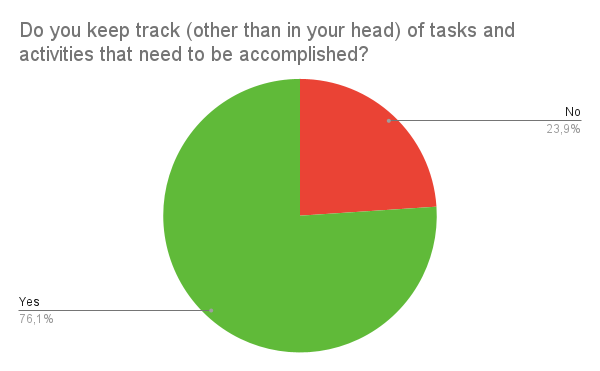 Do you keep track (other than in your head) of tasks and
activities that need to be accomplished?
No
23,9%
Yes
76,1%